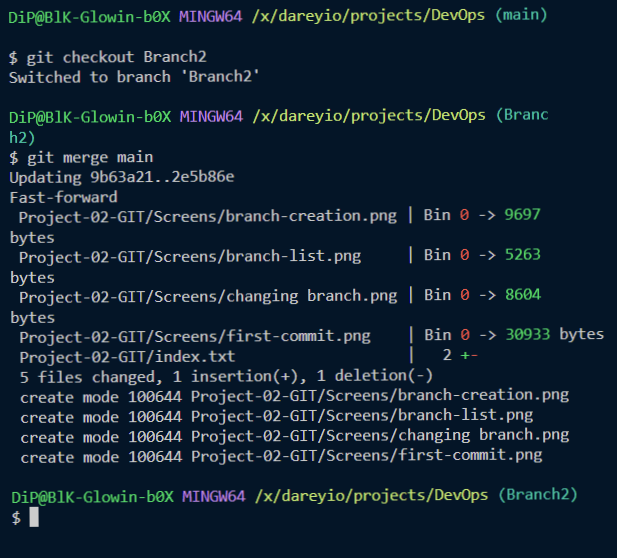 DiP@BlK-Glowin-b0X MINGW64 /x/dareyio/projects/DevOps (main)
$ git checkout Branch2
Switched to branch 'Branch2'
DiP@BlK-Glowin-b0X MINGW64 /x/dareyio/projects/DevOps (Branc
h2)
$ git merge main
Updating 9b63a21..2e5b86e
Fast-forward
 Project-02-GIT/Screens/branch-creation.png | Bin 0 -> 9697
bytes
 Project-02-GIT/Screens/branch-list.png     | Bin 0 -> 5263
bytes
 Project-02-GIT/Screens/changing branch.png | Bin 0 -> 8604
bytes
 Project-02-GIT/Screens/first-commit.png    | Bin 0 -> 30933 bytes
 Project-02-GIT/index.txt                   |   2 +-
 5 files changed, 1 insertion(+), 1 deletion(-)
 create mode 100644 Project-02-GIT/Screens/branch-creation.png
 create mode 100644 Project-02-GIT/Screens/branch-list.png
 create mode 100644 Project-02-GIT/Screens/changing branch.png
 create mode 100644 Project-02-GIT/Screens/first-commit.png
DiP@BlK-Glowin-b0X MINGW64 /x/dareyio/projects/DevOps (Branch2)
$